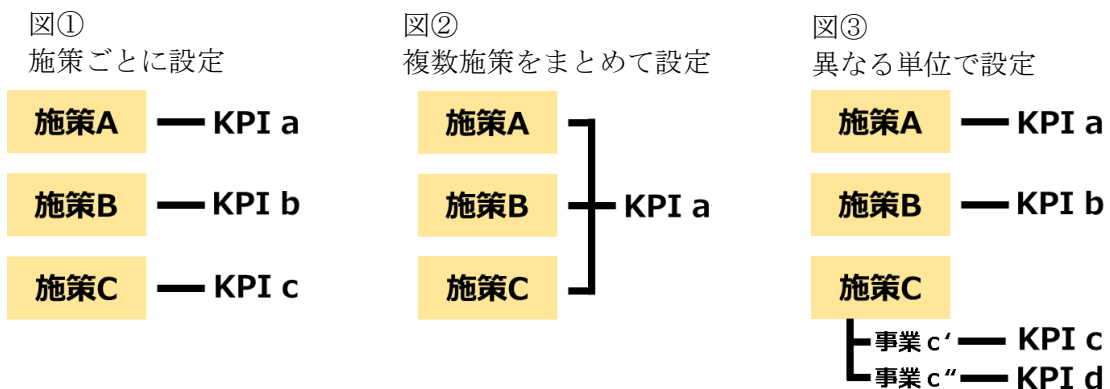 図①
施策ごとに設定
施策A KPI a
施策B KPI b
施策C KPI c
図②
複数施策をまとめて設定
施策A
施策B KPI a
施策C
図③
異なる単位で設定
施策A KPI a
施策B KPI b
施策C
事業c′ KPI c
事業c″ KPI d